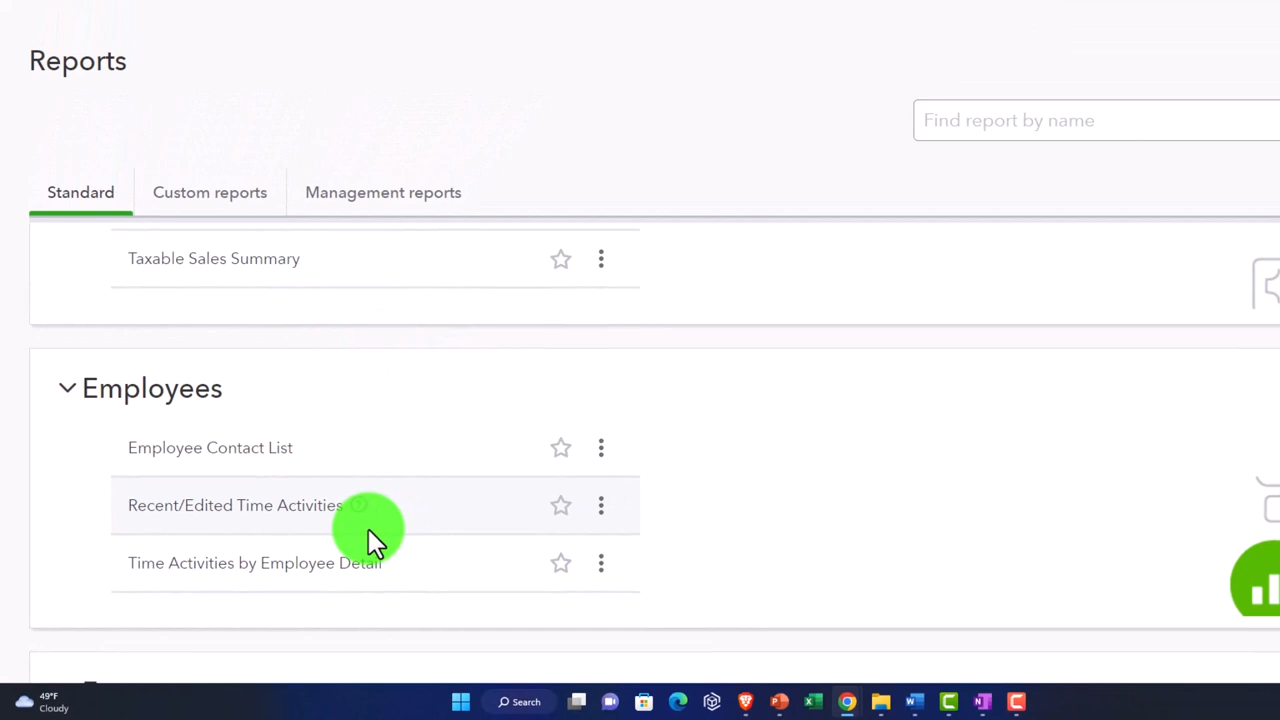 Reports
Find report by name
Standard
Custom reports
Management reports
Taxable Sales Summary
Employees
Employee Contact List
Recent/Edited Time Activities
Time Activities by Employee Detail
49°F
Cloudy
Search